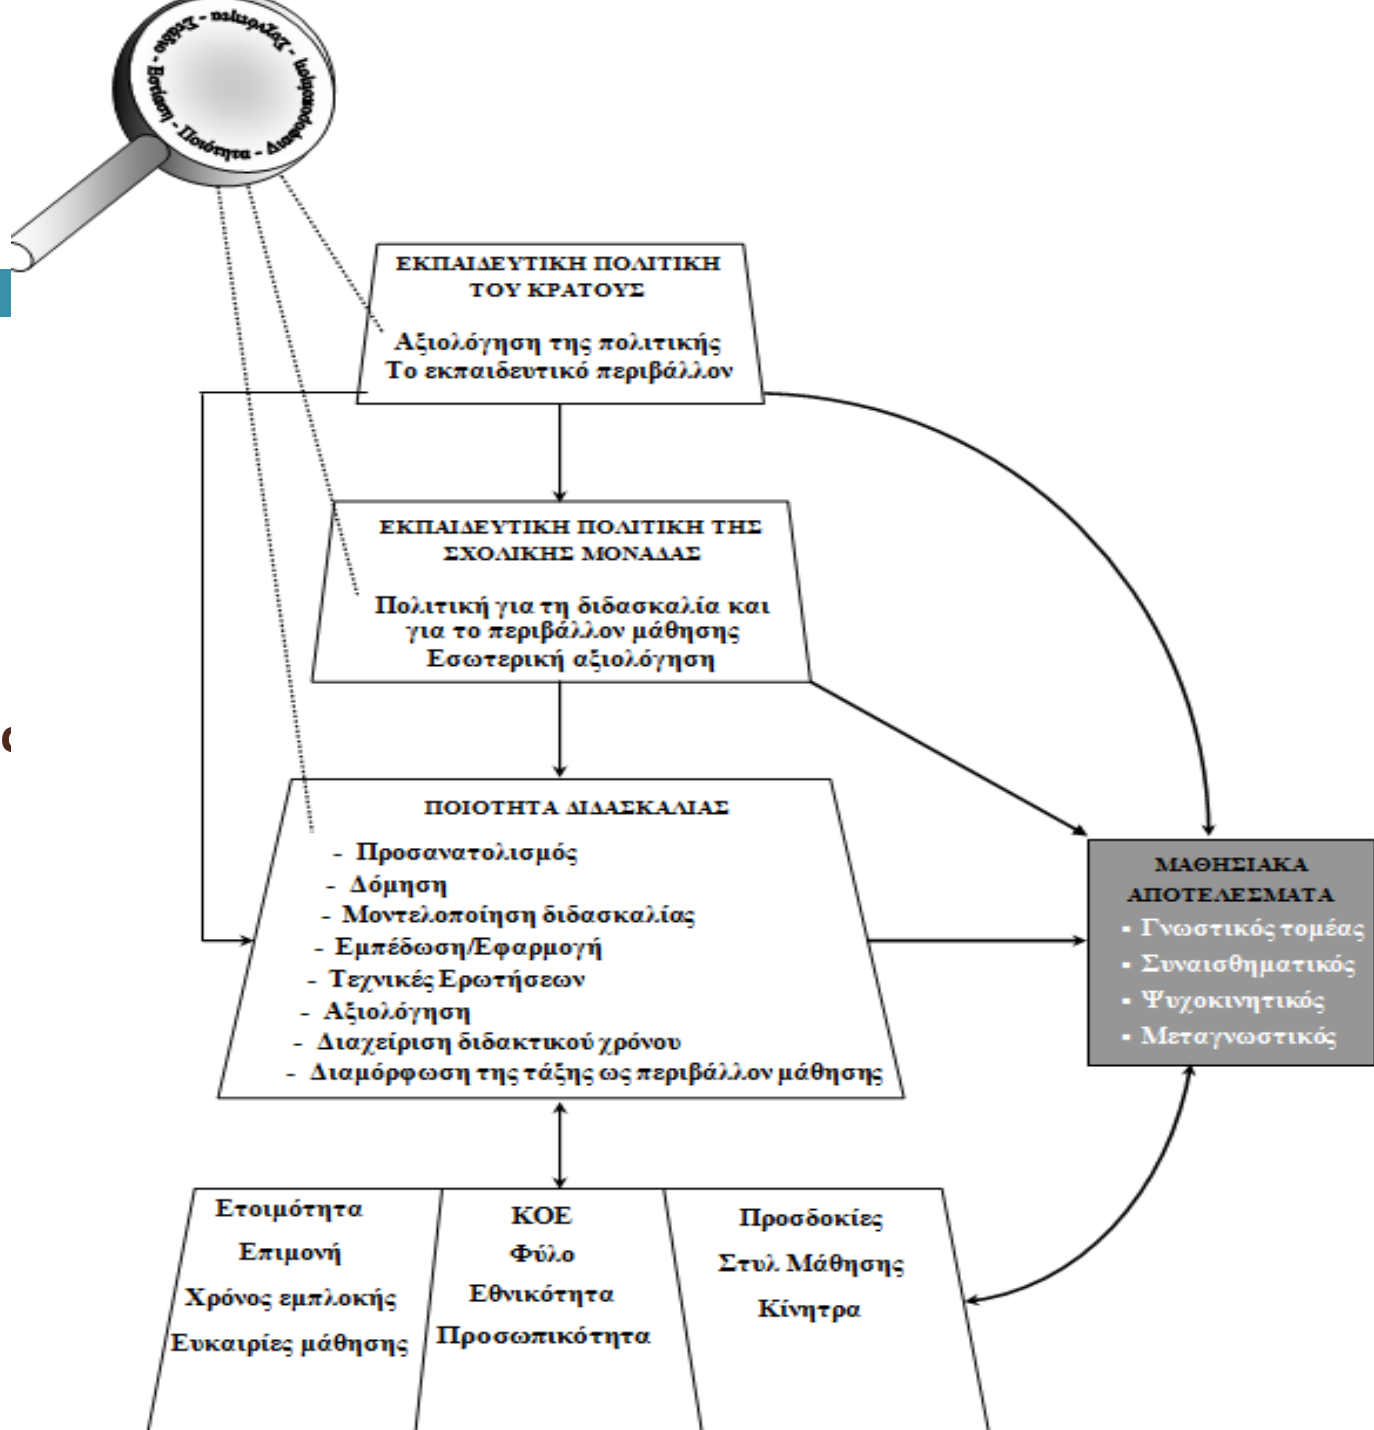 Εστίαση - Ποιότητα - Διαφοροποίηση - Συχνότητα - Στάδιο -
ΕΚΠΑΙΔΕΥΤΙΚΗ ΠΟΛΙΤΙΚΗ
ΤΟΥ ΚΡΑΤΟΥΣ
Αξιολόγηση της πολιτικής
Το εκπαιδευτικό περιβάλλον
ΕΚΠΑΙΔΕΥΤΙΚΗ ΠΟΛΙΤΙΚΗ ΤΗΣ
ΣΧΟΛΙΚΗΣ ΜΟΝΑΔΑΣ
Πολιτική για τη διδασκαλία και
για το περιβάλλον μάθησης
Εσωτερική αξιολόγηση
ΠΟΙΟΤΗΤΑ ΔΙΔΑΣΚΑΛΙΑΣ
- Προσανατολισμός
- Δόμηση
- Μοντελοποίηση διδασκαλίας
- Εμπέδωση/Εφαρμογή
- Τεχνικές Ερωτήσεων
- Αξιολόγηση
- Διαχείριση διδακτικού χρόνου
- Διαμόρφωση της τάξης ως περιβάλλον μάθησης
ΜΑΘΗΣΙΑΚΑ
ΑΠΟΤΕΛΕΣΜΑΤΑ
▪ Γνωστικός τομέας
▪ Συναισθηματικός
▪ Ψυχοκινητικός
▪ Μεταγνωστικός
Ετοιμότητα
Επιμονή
Χρόνος εμπλοκής
Ευκαιρίες μάθησης
ΚΟΕ
Φύλο
Εθνικότητα
Προσωπικότητα
Προσδοκίες
Στυλ Μάθησης
Κίνητρα